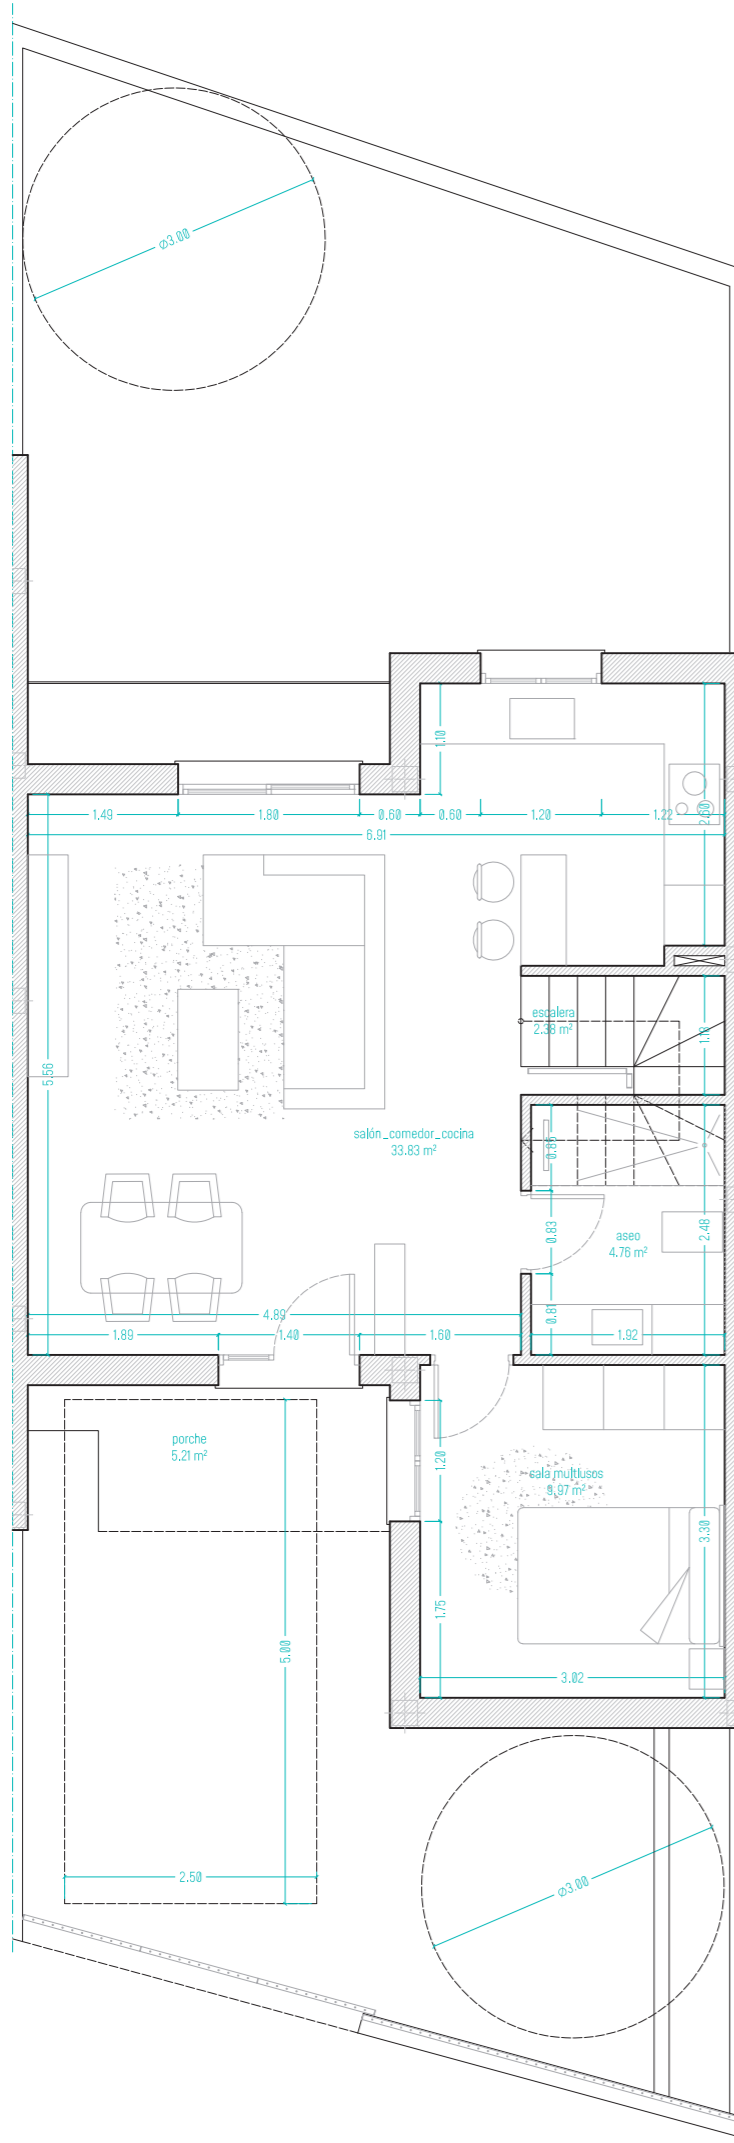 ø3.00
1.10
1.49
1.80
0.60
0.60
1.20
1.22
2.60
6.91
escalera
2.38 m²
1.18
5.56
salón_comedor_cocina
33.83 m²
0.85
0.83
aseo
4.76 m²
2.48
0.81
4.89
1.89
1.40
1.60
1.92
porche
5.21 m²
1.20
sala multiusos
9.97 m²
3.30
1.75
5.00
3.02
2.50
ø3.00